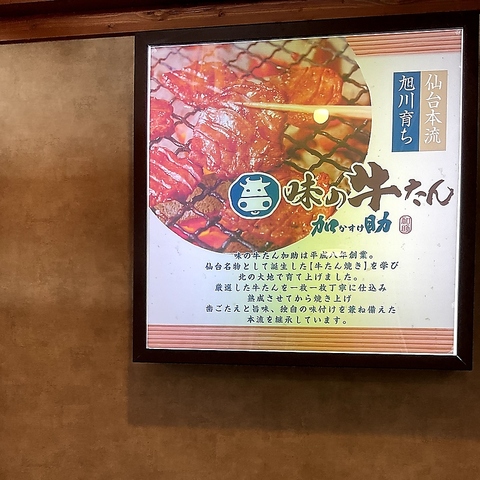 仙台本流
旭川育ち
味の牛たん
加かすけ助
味の牛たん加助は平成八年創業。
仙台名物として誕生した【牛たん焼き】を学び
北の大地で育て上げました。
厳選した牛たんを一枚一枚丁寧に仕込み
熟成させてから焼き上げ
歯ごたえと旨味、独自の味付けを兼ね備えた
本流を継承しています。